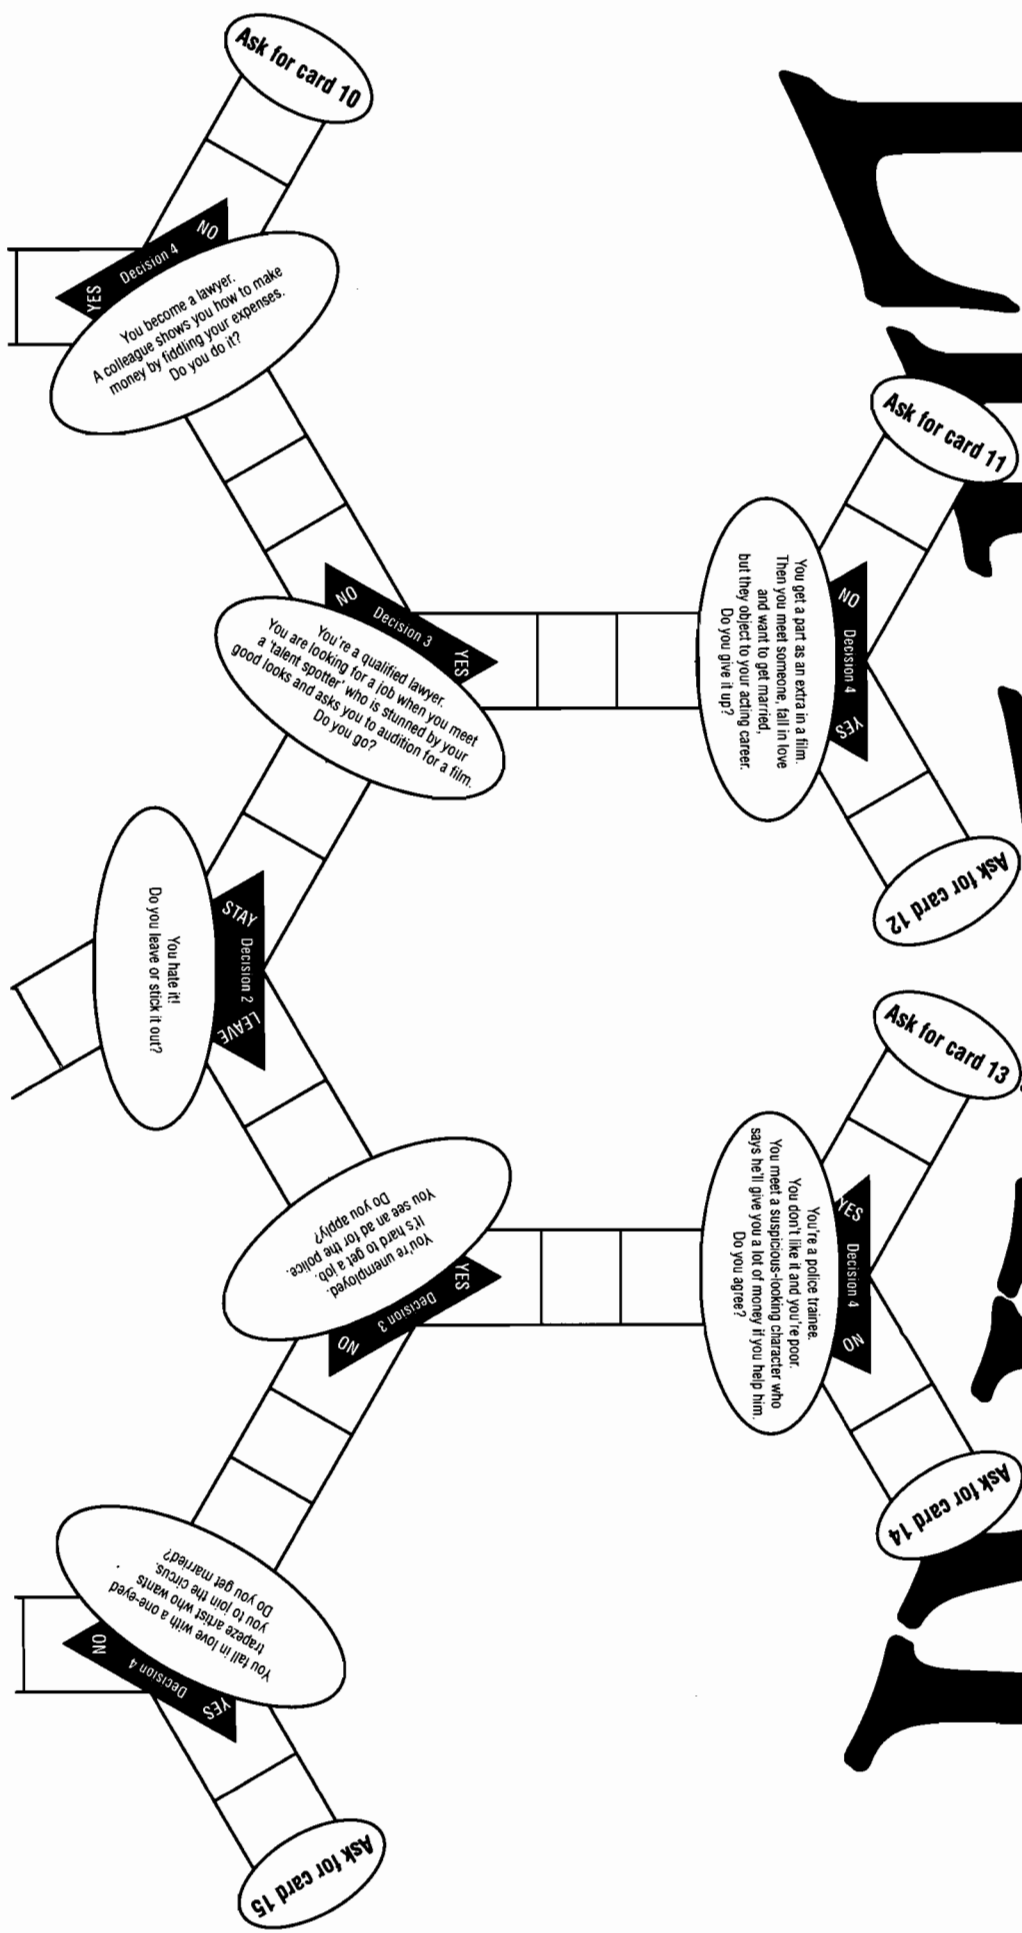 Ask for card 10
NO
Decision 4
YES
You become a lawyer.
A colleague shows you how to make
money by fiddling your expenses.
Do you do it?
Ask for card 11
NO
Decision 4
YES
You get a part as an extra in a film.
Then you meet someone, fall in love
and want to get married,
but they object to your acting career.
Do you give it up?
Ask for card 12
NO
Decision 3
YES
You're a qualified lawyer.
You are looking for a job when you meet
a 'talent spotter' who is stunned by your
good looks and asks you to audition for a film.
Do you go?
STAY
Decision 2
LEAVE
You hate it!
Do you leave or stick it out?
Ask for card 13
YES
Decision 4
NO
You're a police trainee.
You don't like it and you're poor.
You meet a suspicious-looking character who
says he'll give you a lot of money if you help him.
Do you agree?
Ask for card 14
You're unemployed.
It's hard to get a job.
You see an ad for the police.
Do you apply?
YES
Decision 3
NO
You fall in love with a one-eyed
trapeze artist who wants
you to join the circus.
Do you get married?
NO
Decision 4
YES
Ask for card 15